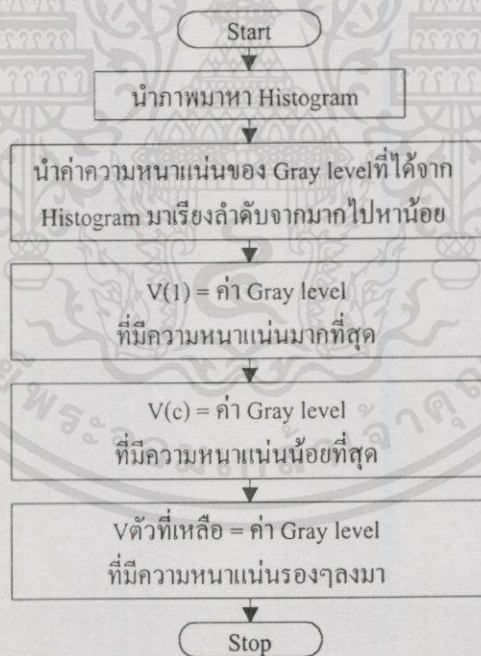 Start
นำภาพมาหา Histogram
นำค่าความหนาแน่นของ Gray levelที่ได้จาก
Histogram มาเรียงลำดับจากมากไปหาน้อย
V(1) = ค่า Gray level
ที่มีความหนาแน่นมากที่สุด
V(c) = ค่า Gray level
ที่มีความหนาแน่นน้อยที่สุด
Vตัวที่เหลือ = ค่า Gray level
ที่มีความหนาแน่นรองๆลงมา
Stop